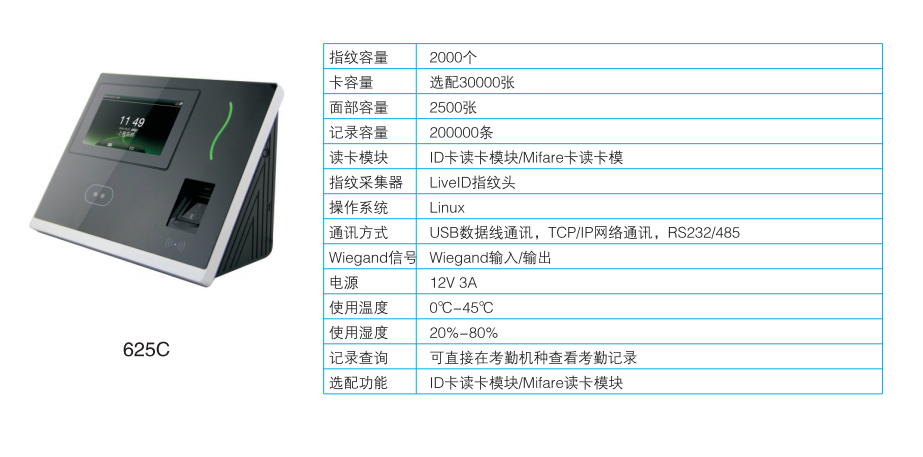 11 49
625C
指纹容量 2000个
卡容量 选配30000张
面部容量 2500张
记录容量 200000条
读卡模块 ID卡读卡模块/Mifare卡读卡模
指纹采集器 LiveID指纹头
操作系统 Linux
通讯方式 USB数据线通讯，TCP/IP网络通讯，RS232/485
Wiegand信号 Wiegand输入/输出
电源 12V 3A
使用温度 0℃-45℃
使用湿度 20%-80%
记录查询 可直接在考勤机种查看考勤记录
选配功能 ID卡读卡模块/Mifare读卡模块